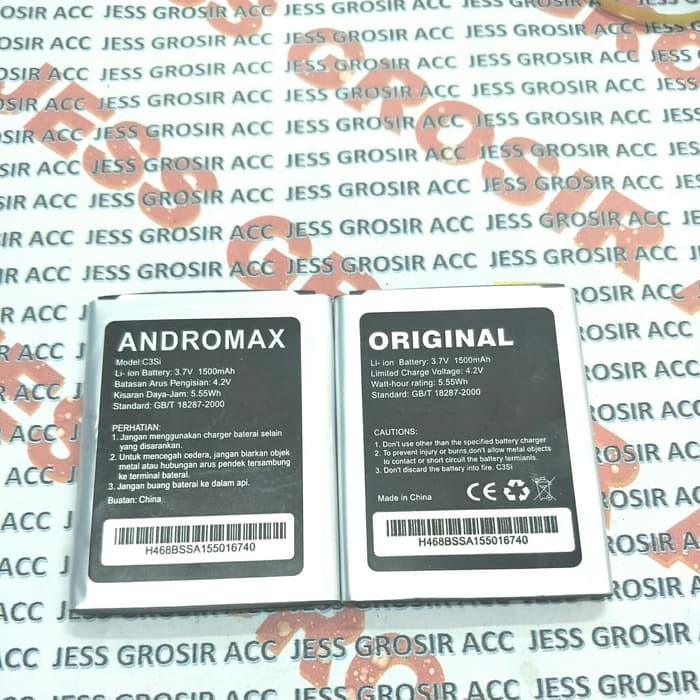 JESS GROSIR ACC
JESS GROSIR
ANDROMAX
Model:C3Si
Li- ion Battery: 3.7V 1500mAh
Batasan Arus Pengisian: 4.2V
Kisaran Daya-Jam: 5.55Wh
Standard: GB/T 18287-2000
PERHATIAN:
1. Jangan menggunakan charger baterai selain
yang disarankan.
2. Untuk mencegah cedera, jangan biarkan objek
metal atau hubungan arus pendek tersambung
ke terminal baterai.
3. Jangan buang baterai ke dalam api.
Buatan: China
H468BSSA155016740
ORIGINAL
Li- ion Battery: 3.7V 1500mAh
Limited Charge Voltage: 4.2V
Watt-hour rating: 5.55Wh
Standard: GB/T 18287-2000
CAUTIONS:
1. Don't use other than the specified battery charger
2. To prevent injury or burns,don't allow metal objects
to contact or short circuit the battery termianls.
3. Don't discard the battery into fire. C3Si
Made in China
CE
H468BSSA155016740